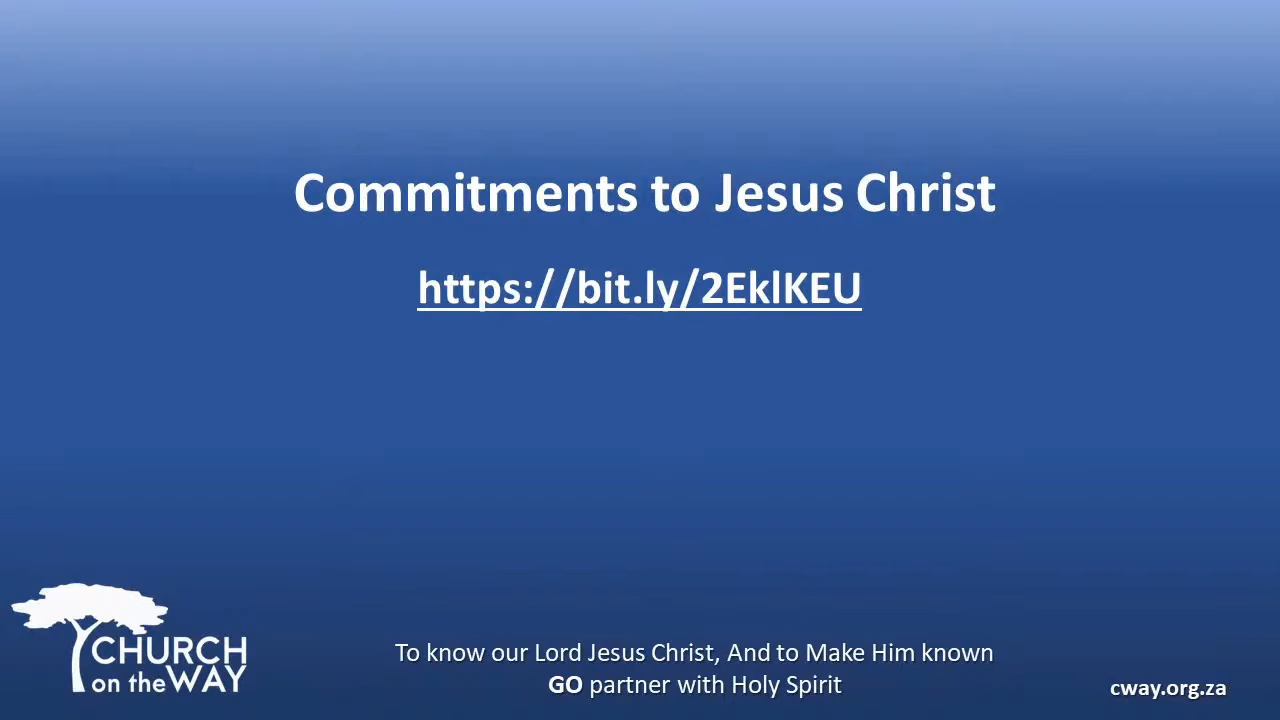 Commitments to Jesus Christ
https://bit.ly/2EklKEU
CHURCH
on the WAY
To know our Lord Jesus Christ, And to Make Him known
GO partner with Holy Spirit
cway.org.za